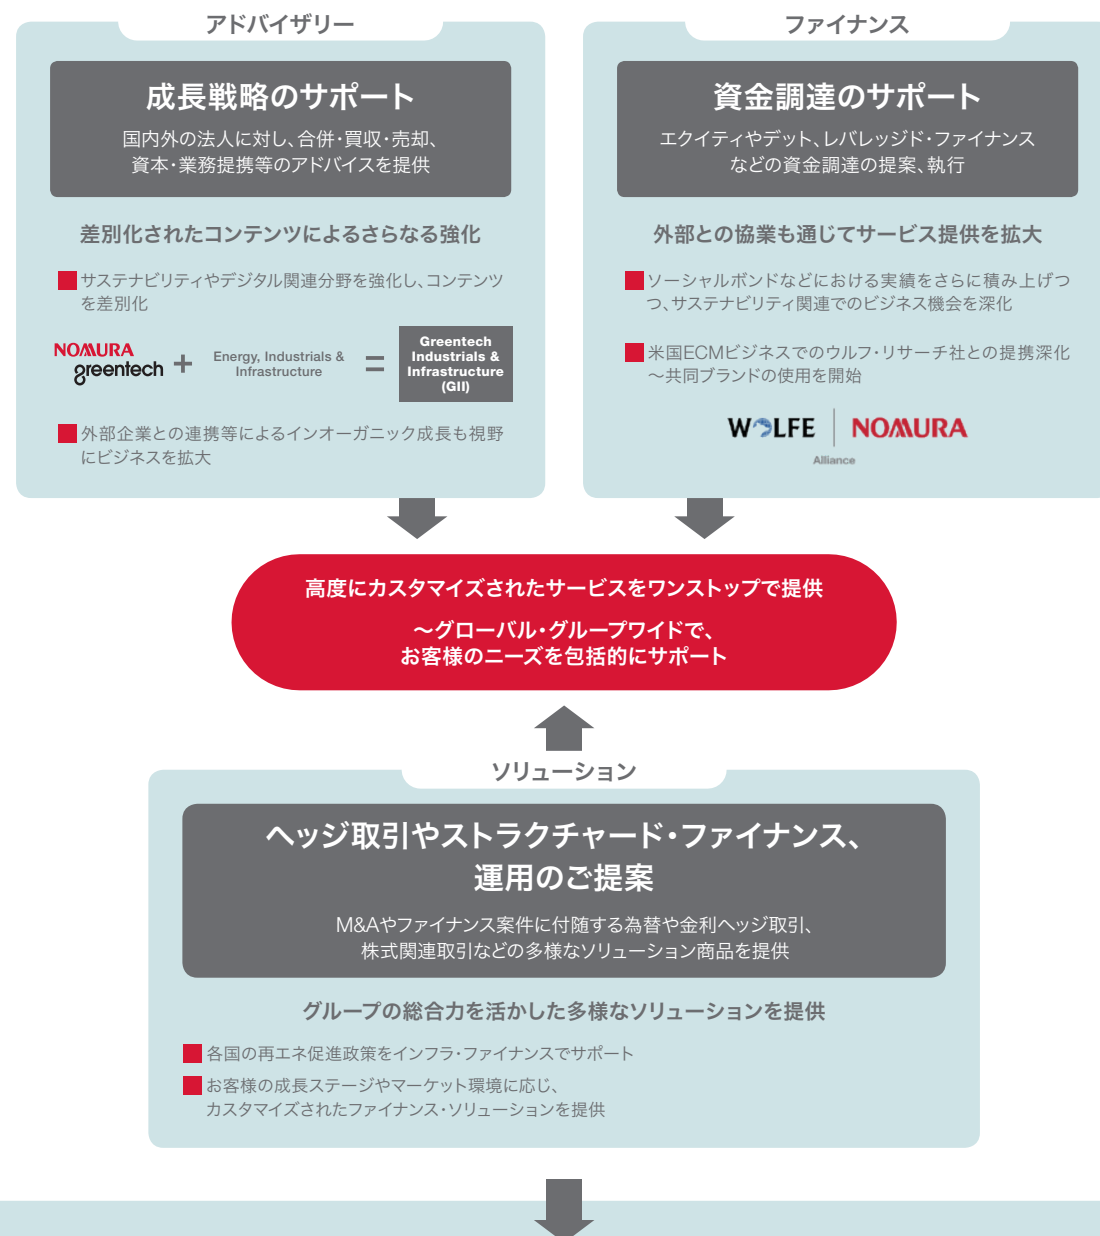 アドバイザリー
成長戦略のサポート
国内外の法人に対し、合併・買収・売却、
資本・業務提携等のアドバイスを提供
差別化されたコンテンツによるさらなる強化
サステナビリティやデジタル関連分野を強化し、コンテンツ
を差別化
NOMURA
greentech
+
Energy, Industrials &
Infrastructure
=
Greentech
Industrials &
Infrastructure
(GII)
外部企業との連携等によるインオーガニック成長も視野
にビジネスを拡大
ファイナンス
資金調達のサポート
エクイティやデット、レバレッジド・ファイナンス
などの資金調達の提案、執行
外部との協業も通じてサービス提供を拡大
ソーシャルボンドなどにおける実績をさらに積み上げつ
つ、サステナビリティ関連でのビジネス機会を深化
米国ECMビジネスでのウルフ・リサーチ社との提携深化
～共同ブランドの使用を開始
WOLFE | NOMURA
Alliance
高度にカスタマイズされたサービスをワンストップで提供
～グローバル・グループワイドで、
お客様のニーズを包括的にサポート
ソリューション
ヘッジ取引やストラクチャード・ファイナンス、
運用のご提案
M&Aやファイナンス案件に付随する為替や金利ヘッジ取引、
株式関連取引などの多様なソリューション商品を提供
グループの総合力を活かした多様なソリューションを提供
各国の再エネ促進政策をインフラ・ファイナンスでサポート
お客様の成長ステージやマーケット環境に応じ、
カスタマイズされたファイナンス・ソリューションを提供